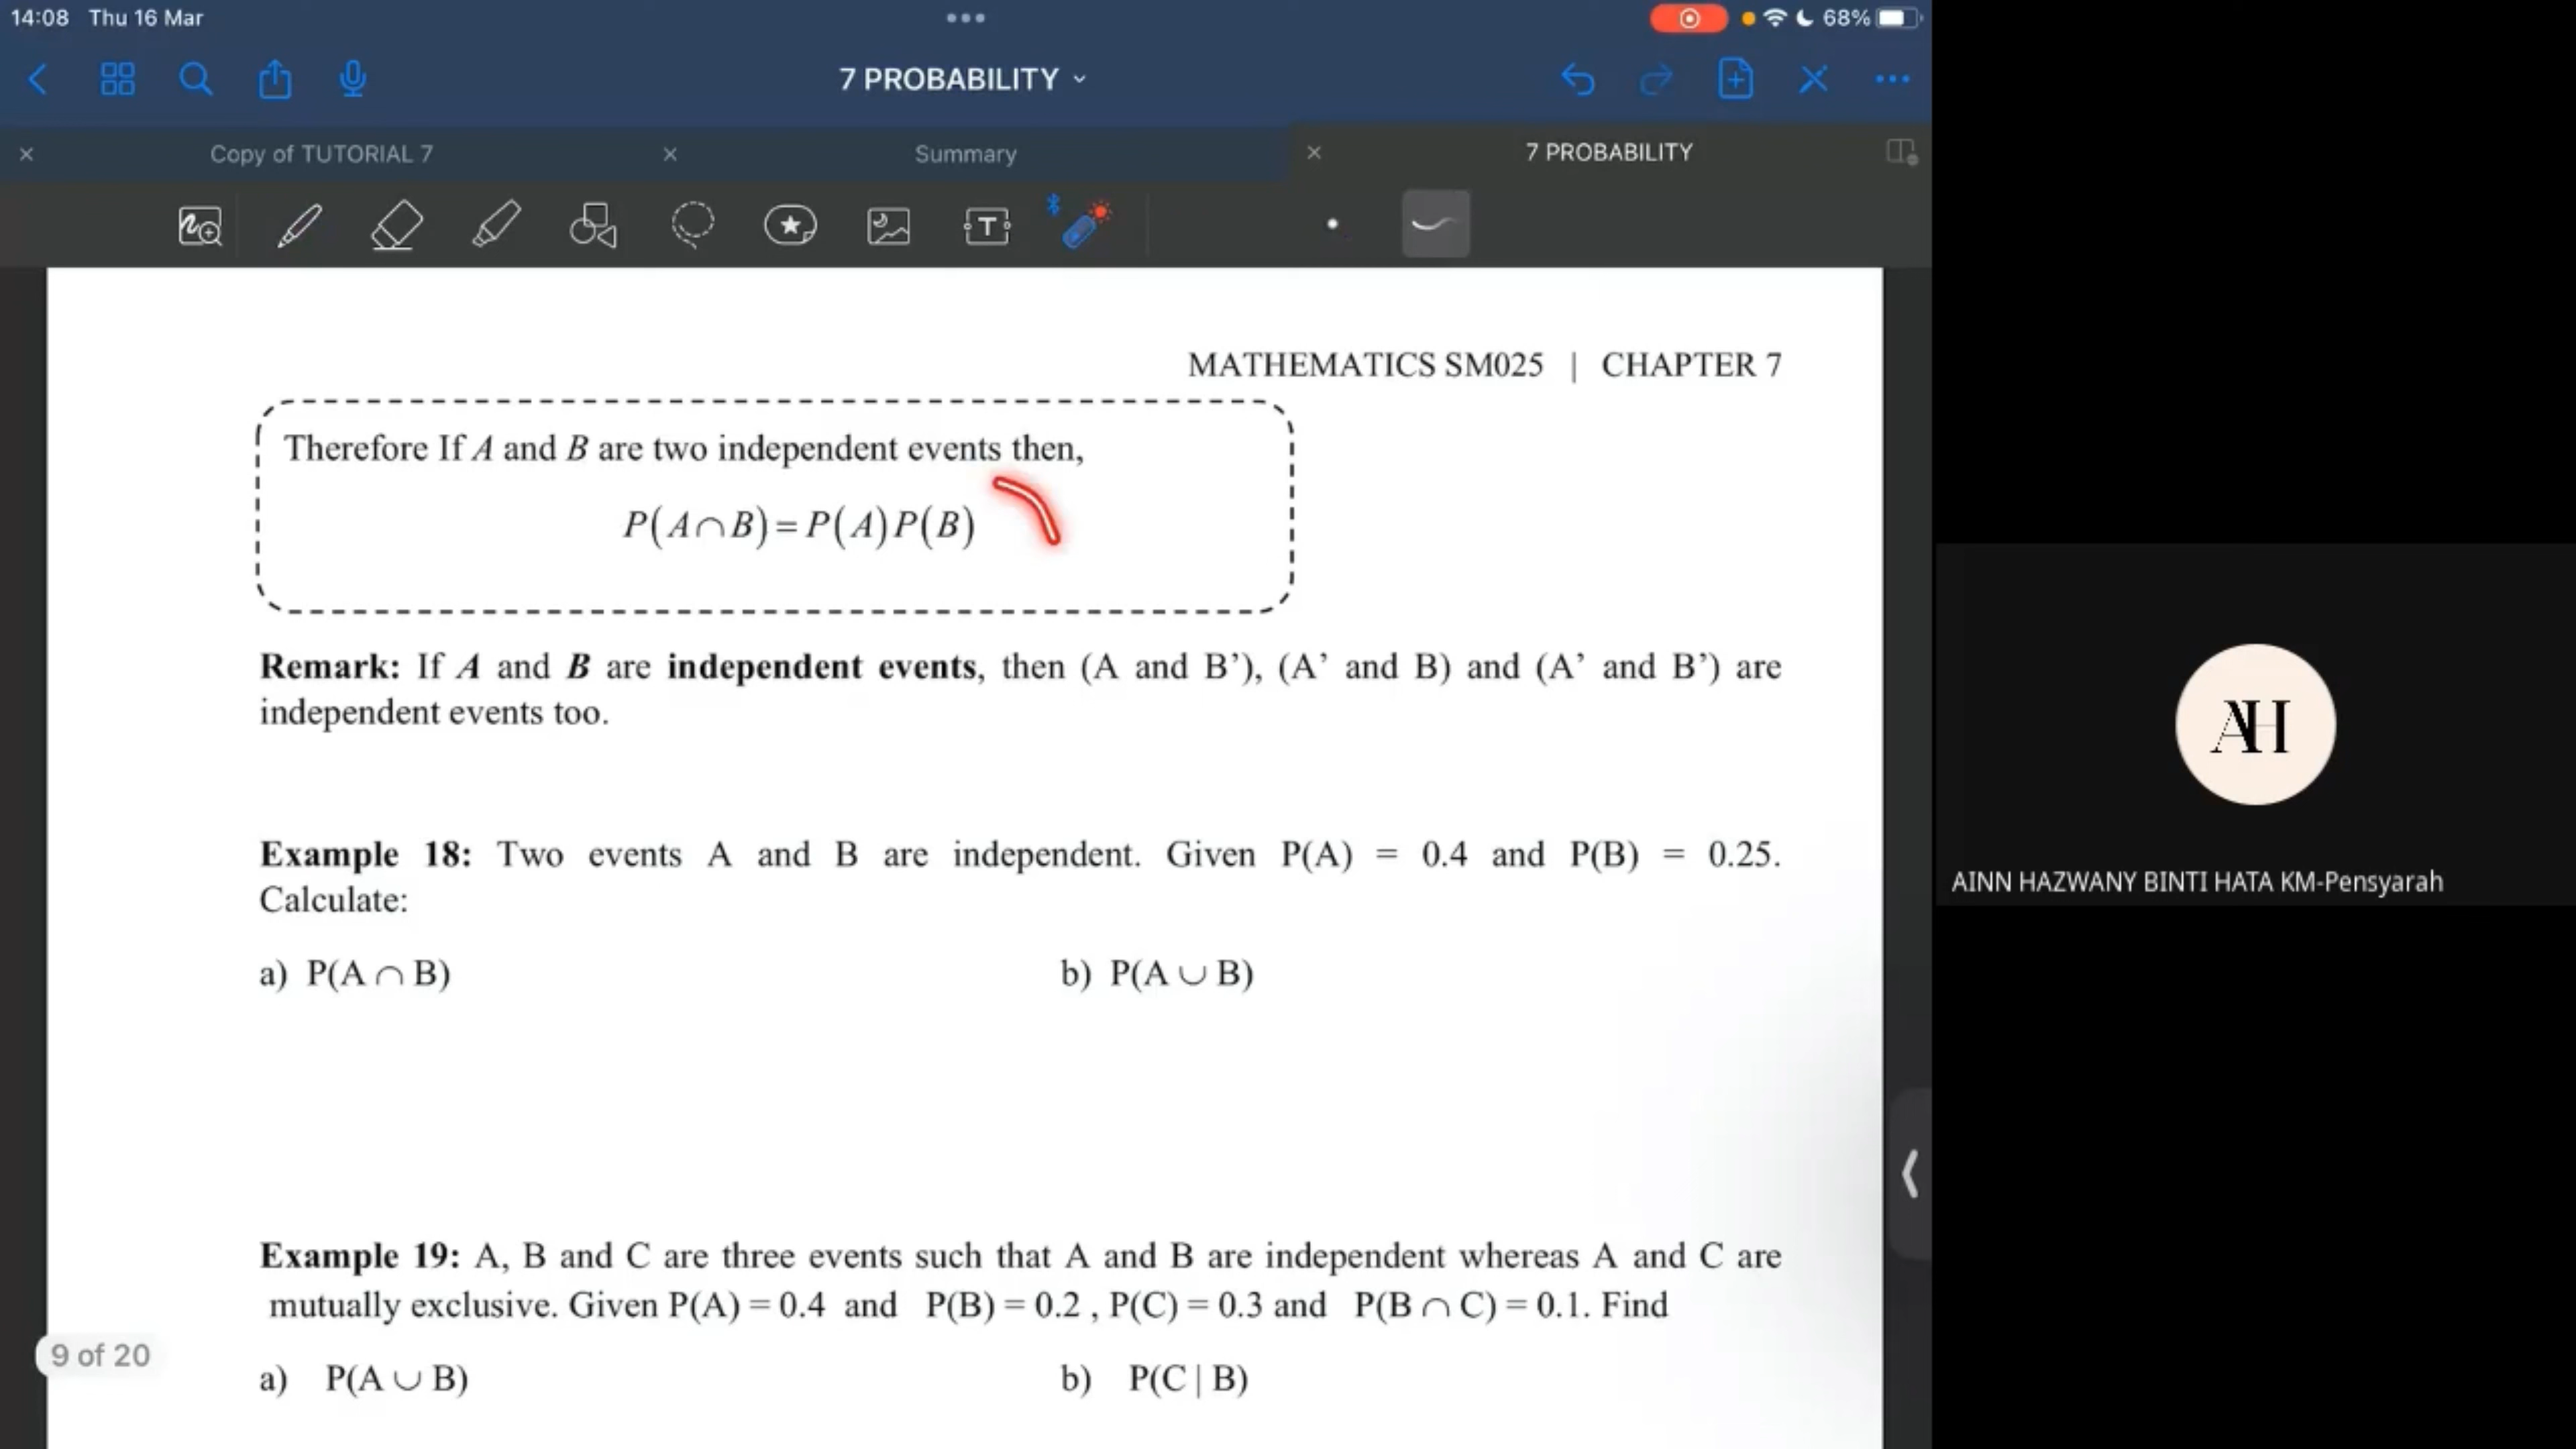 14:08 Thu 16 Mar
68%
7 PROBABILITY
Copy of TUTORIAL 7
Summary
7 PROBABILITY
MATHEMATICS SM025 | CHAPTER 7
Therefore If A and B are two independent events then,
P(A∩B)=P(A)P(B)
Remark: If A and B are independent events, then (A and B’), (A’ and B) and (A’ and B’) are
independent events too.
Example 18: Two events A and B are independent. Given P(A) = 0.4 and P(B) = 0.25.
Calculate:
a) P(A ∩ B) b) P(A ∪ B)
Example 19: A, B and C are three events such that A and B are independent whereas A and C are
mutually exclusive. Given P(A) = 0.4 and P(B) = 0.2 , P(C) = 0.3 and P(B ∩ C) = 0.1. Find
a) P(A ∪ B) b) P(C | B)
9 of 20
AH
AINN HAZWANY BINTI HATA KM-Pensyarah